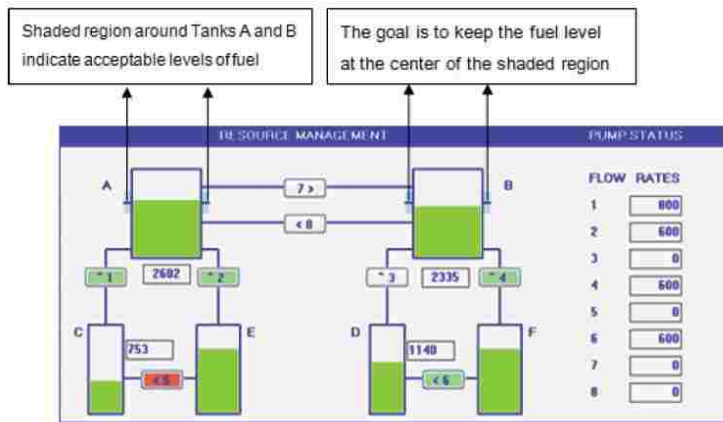 Shaded region around Tanks A and B
indicate acceptable levels of fuel
The goal is to keep the fuel level
at the center of the shaded region
RESOURCE MANAGEMENT
PUMP STATUS
A
7 >
B
< 8
FLOW RATES
1 800
2 600
3 0
4 600
5 0
6 600
7 0
8 0
^ 1
2602
^ 2
^ 3
2335
^ 4
C
753
E
D
1140
F
< 5
< 6